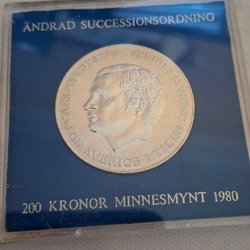 ÄNDRAD SUCCESSIONSORDNING
FÖR SVERIGE I TIDEN
200 KRONOR MINNESMYNT 1980